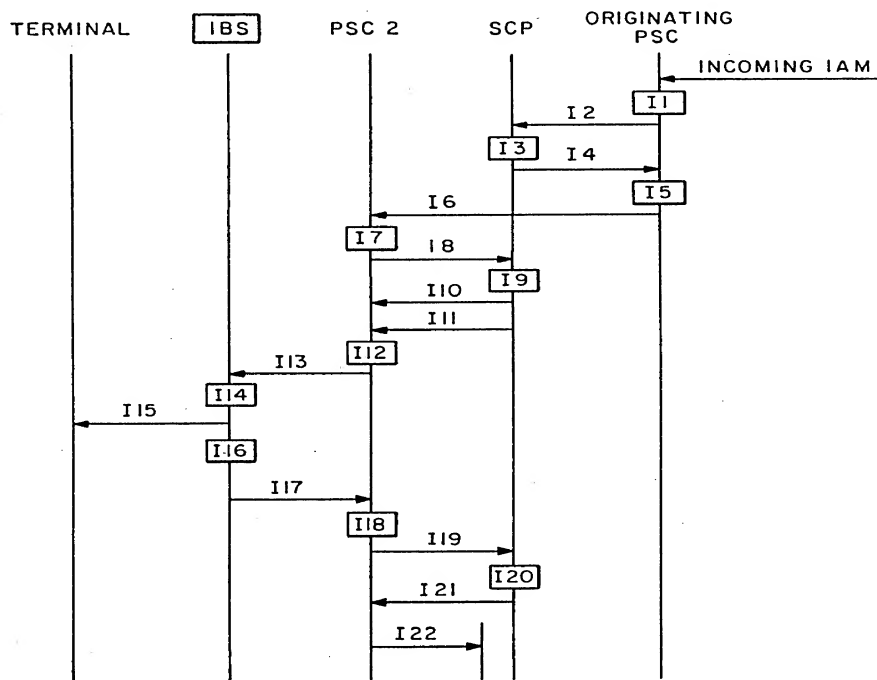 TERMINAL
IBS
PSC 2
SCP
ORIGINATING
PSC
INCOMING IAM
I1
I2
I3
I4
I5
I6
I7
I8
I9
I10
I11
I12
I13
I14
I15
I16
I17
I18
I19
I20
I21
I22